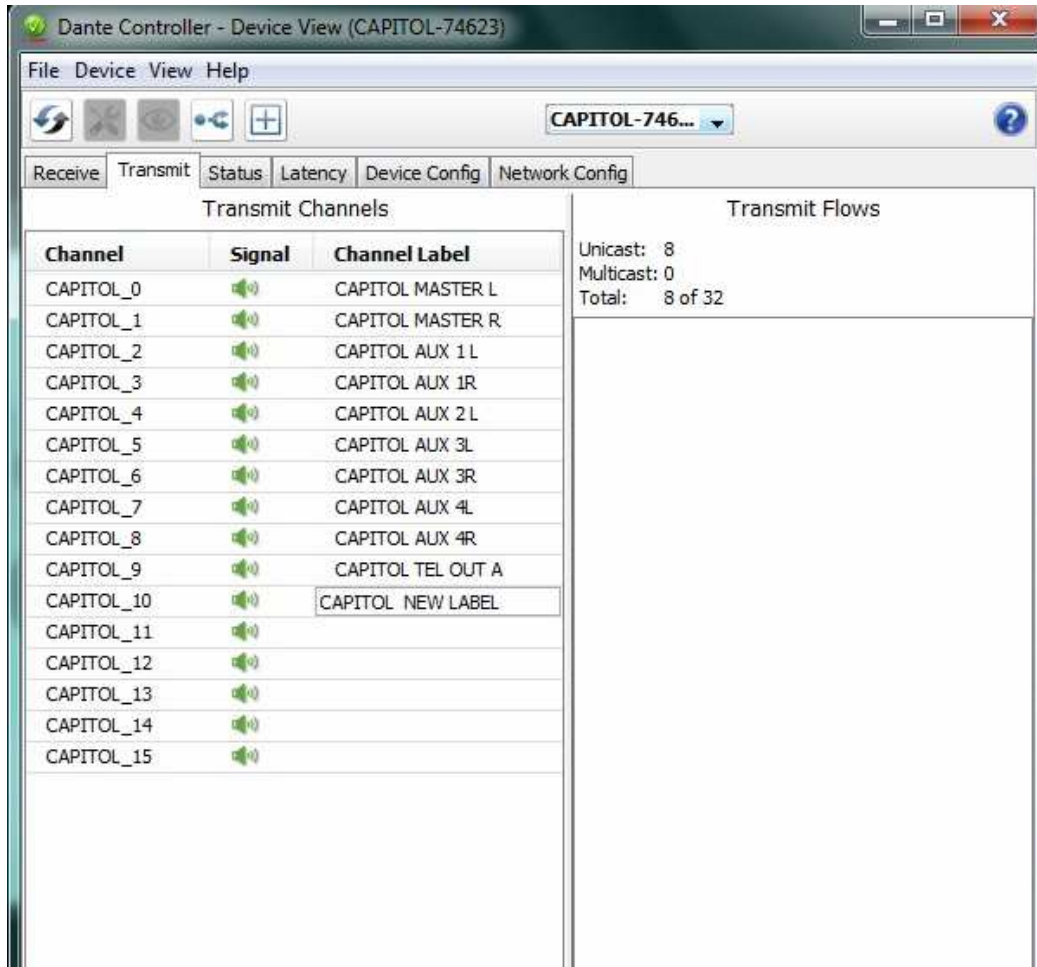 Dante Controller - Device View (CAPITOL-74623)
File Device View Help
CAPITOL-746...
?
Receive Transmit Status Latency Device Config Network Config
Transmit Channels
Channel Signal Channel Label
CAPITOL_0 CAPITOL MASTER L
CAPITOL_1 CAPITOL MASTER R
CAPITOL_2 CAPITOL AUX 1 L
CAPITOL_3 CAPITOL AUX 1R
CAPITOL_4 CAPITOL AUX 2 L
CAPITOL_5 CAPITOL AUX 3L
CAPITOL_6 CAPITOL AUX 3R
CAPITOL_7 CAPITOL AUX 4L
CAPITOL_8 CAPITOL AUX 4R
CAPITOL_9 CAPITOL TEL OUT A
CAPITOL_10 CAPITOL NEW LABEL
CAPITOL_11
CAPITOL_12
CAPITOL_13
CAPITOL_14
CAPITOL_15
Transmit Flows
Unicast: 8
Multicast: 0
Total: 8 of 32